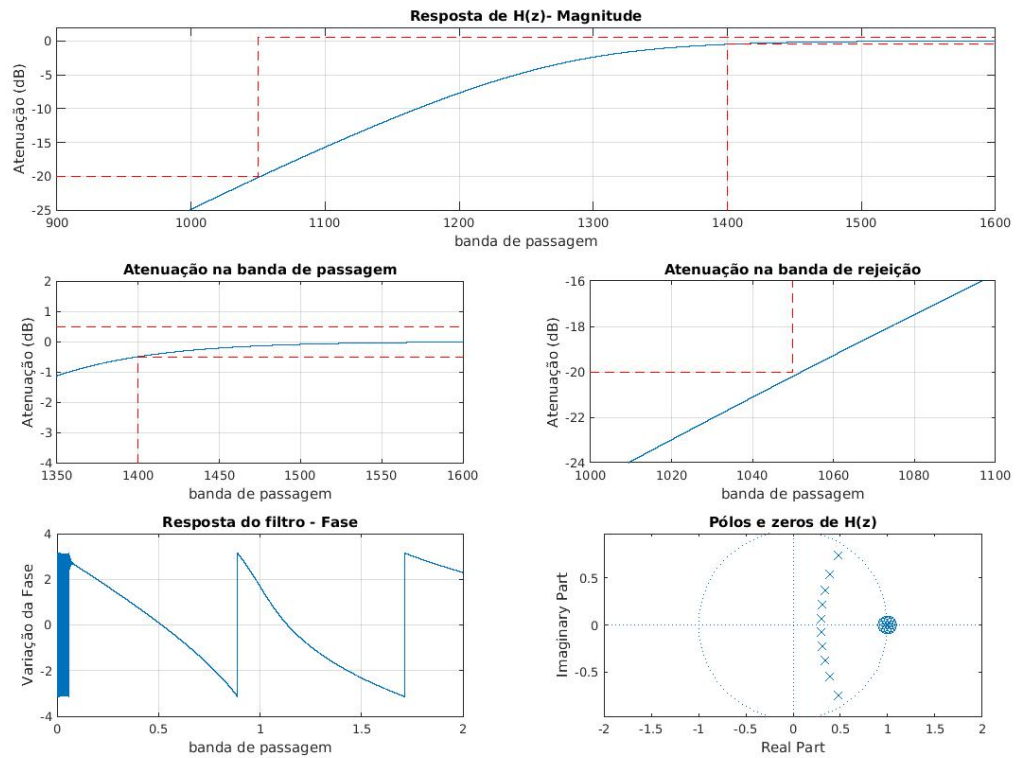 Resposta de H(z)- Magnitude
Atenuação (dB)
0
-5
-10
-15
-20
-25
900 1000 1100 1200 1300 1400 1500 1600
banda de passagem
Atenuação na banda de passagem
Atenuação (dB)
2
1
0
-1
-2
-3
-4
1350 1400 1450 1500 1550 1600
banda de passagem
Atenuação na banda de rejeição
Atenuação (dB)
-16
-18
-20
-22
-24
1000 1020 1040 1060 1080 1100
banda de passagem
Resposta do filtro - Fase
Variação da Fase
4
2
0
-2
-4
0 0.5 1 1.5 2
banda de passagem
Pólos e zeros de H(z)
Imaginary Part
0.5
0
-0.5
-2 -1.5 -1 -0.5 0 0.5 1 1.5 2
Real Part